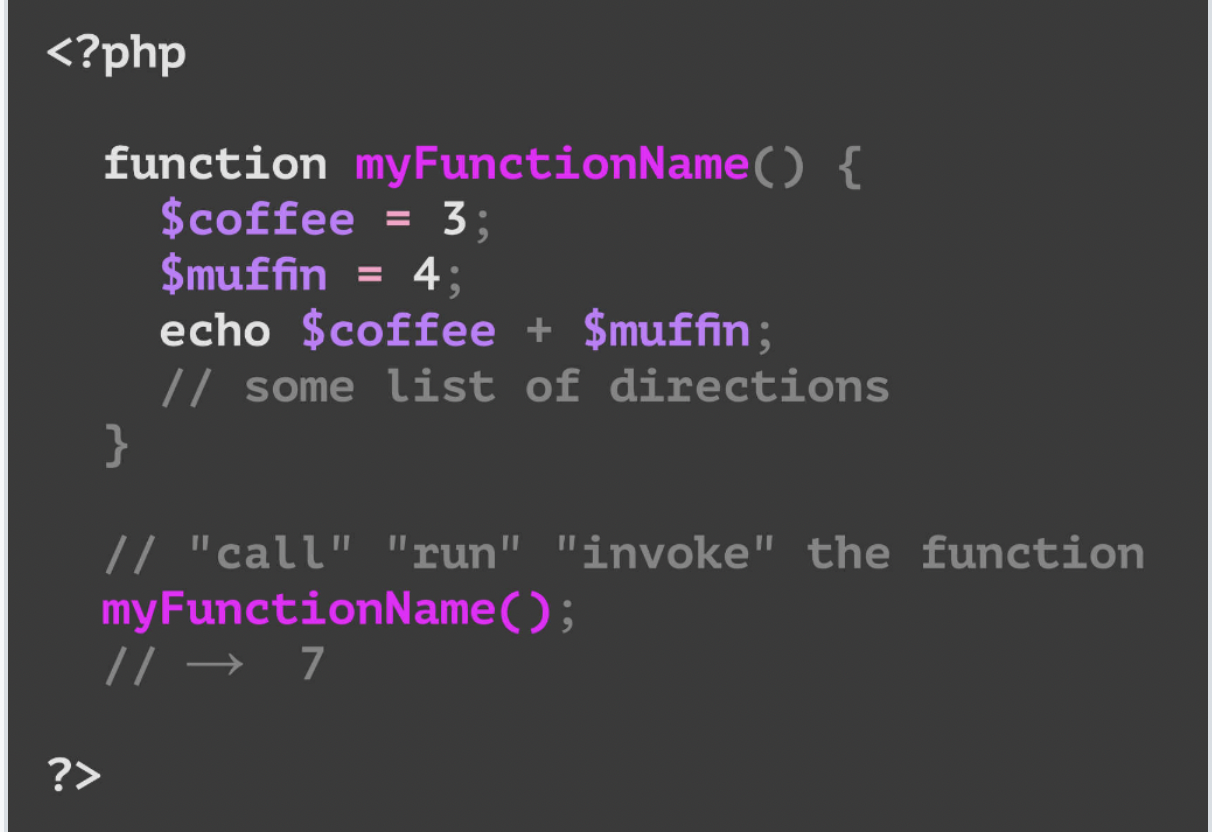 <?php
function myFunctionName() {
$coffee = 3;
$muffin = 4;
echo $coffee + $muffin;
// some list of directions
}
// "call" "run" "invoke" the function
myFunctionName();
// → 7
?>